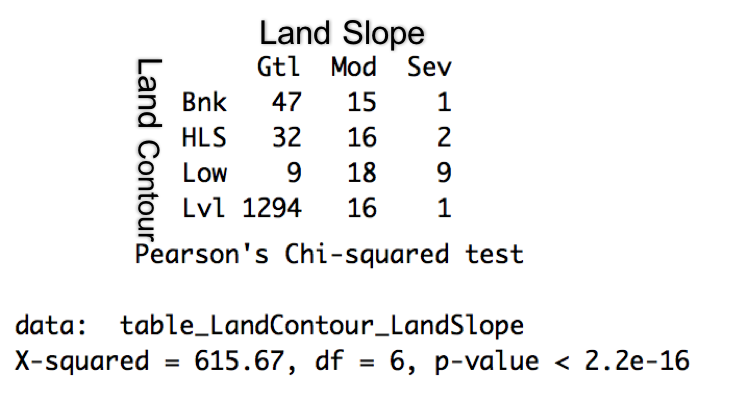 Land Slope
Land Contour
Gtl Mod Sev
Bnk 47 15 1
HLS 32 16 2
Low 9 18 9
Lvl 1294 16 1
Pearson's Chi-squared test
data: table_LandContour_LandSlope
X-squared = 615.67, df = 6, p-value < 2.2e-16